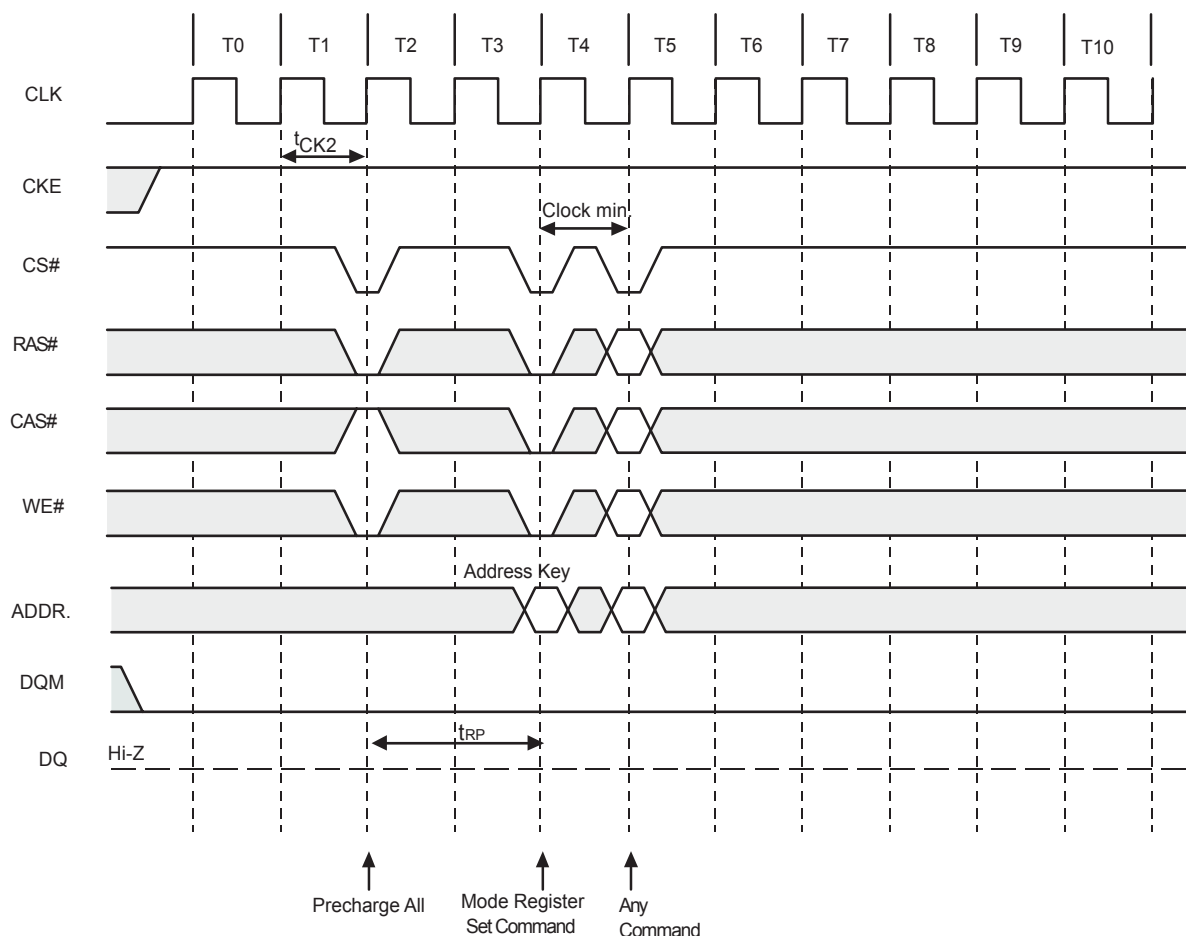 T0 T1 T2 T3 T4 T5 T6 T7 T8 T9 T10
CLK
tCK2
CKE
Clock min.
CS#
RAS#
CAS#
WE#
Address Key
ADDR.
DQM
tRP
DQ Hi-Z
Precharge All
Mode Register
Set Command
Any
Command